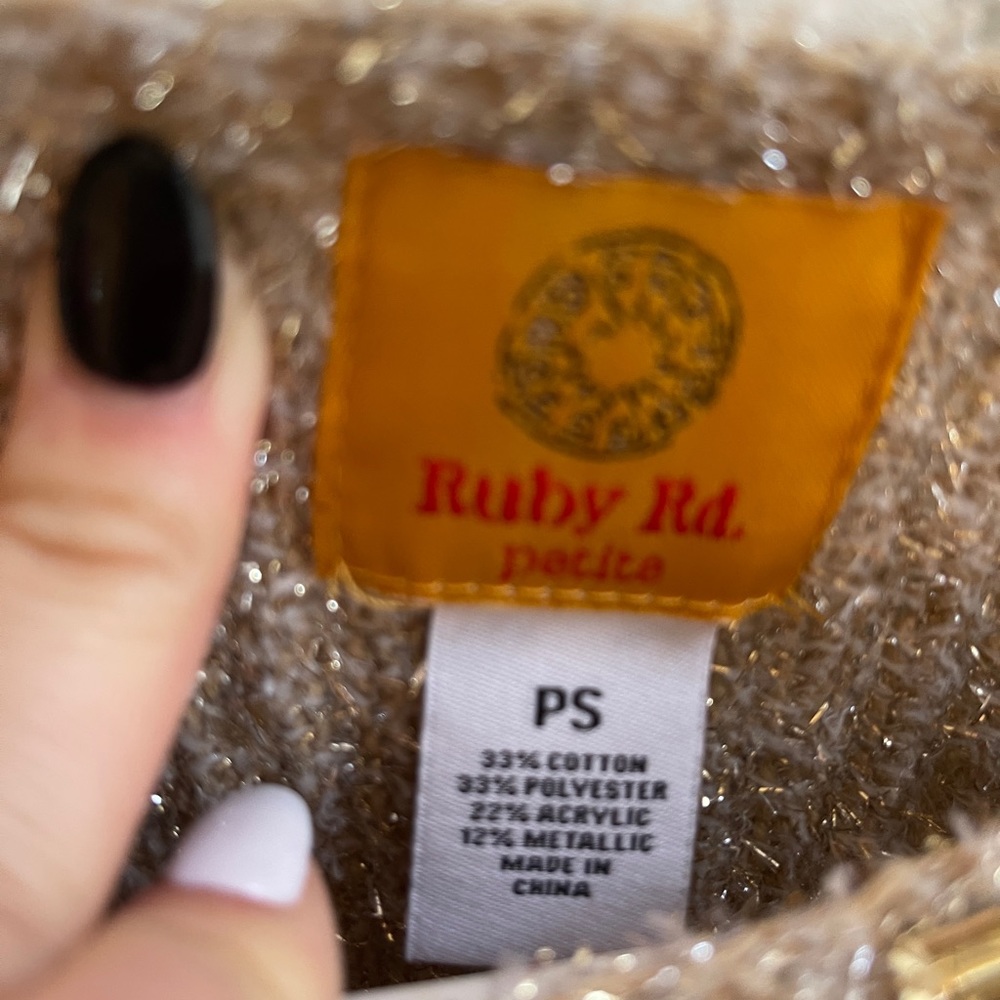 Ruby Rd.
petite
PS
33% COTTON
33% POLYESTER
22% ACRYLIC
12% METALLIC
MADE IN
CHINA